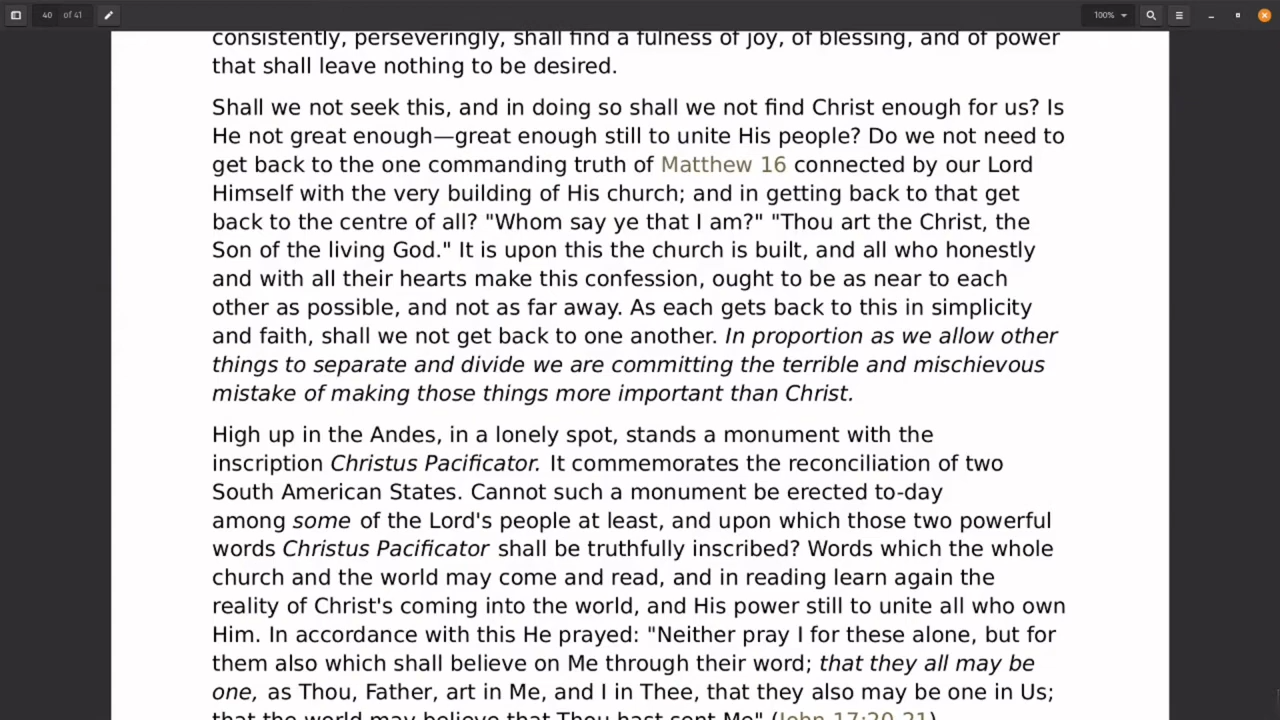 40 of 41
100%
consistently, perseveringly, shall find a fulness of joy, of blessing, and of power
that shall leave nothing to be desired.
Shall we not seek this, and in doing so shall we not find Christ enough for us? Is
He not great enough—great enough still to unite His people? Do we not need to
get back to the one commanding truth of Matthew 16 connected by our Lord
Himself with the very building of His church; and in getting back to that get
back to the centre of all? "Whom say ye that I am?" "Thou art the Christ, the
Son of the living God." It is upon this the church is built, and all who honestly
and with all their hearts make this confession, ought to be as near to each
other as possible, and not as far away. As each gets back to this in simplicity
and faith, shall we not get back to one another. In proportion as we allow other
things to separate and divide we are committing the terrible and mischievous
mistake of making those things more important than Christ.
High up in the Andes, in a lonely spot, stands a monument with the
inscription Christus Pacificator. It commemorates the reconciliation of two
South American States. Cannot such a monument be erected to-day
among some of the Lord's people at least, and upon which those two powerful
words Christus Pacificator shall be truthfully inscribed? Words which the whole
church and the world may come and read, and in reading learn again the
reality of Christ's coming into the world, and His power still to unite all who own
Him. In accordance with this He prayed: "Neither pray I for these alone, but for
them also which shall believe on Me through their word; that they all may be
one, as Thou, Father, art in Me, and I in Thee, that they also may be one in Us;
that the world may believe that Thou hast sent Me" (John 17:20-21).